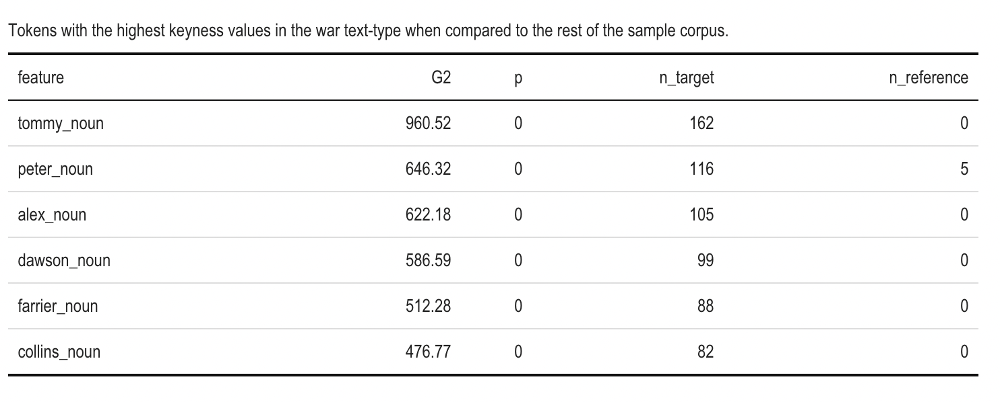 Tokens with the highest keyness values in the war text-type when compared to the rest of the sample corpus.
feature G2 p n_target n_reference
tommy_noun 960.52 0 162 0
peter_noun 646.32 0 116 5
alex_noun 622.18 0 105 0
dawson_noun 586.59 0 99 0
farrier_noun 512.28 0 88 0
collins_noun 476.77 0 82 0